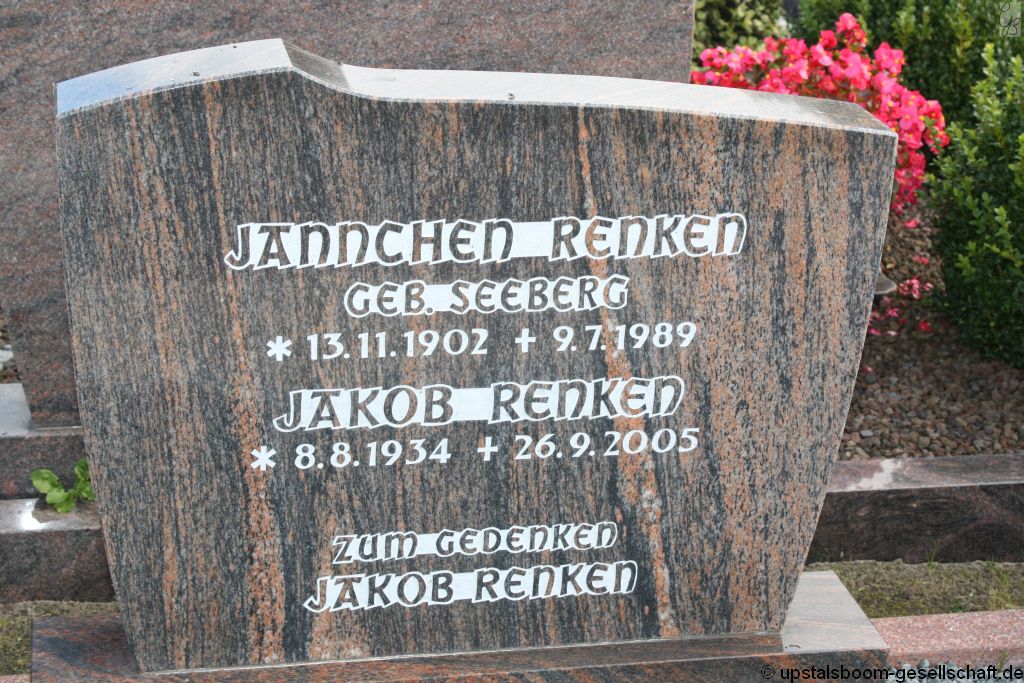 JANNCHEN RENKEN
GEB. SEEBERG
* 13.11.1902 + 9.7.1989
JAKOB RENKEN
* 8.8.1934 + 26.9.2005
ZUM GEDENKEN
JAKOB RENKEN
© upstalsboom-gesellschaft.de